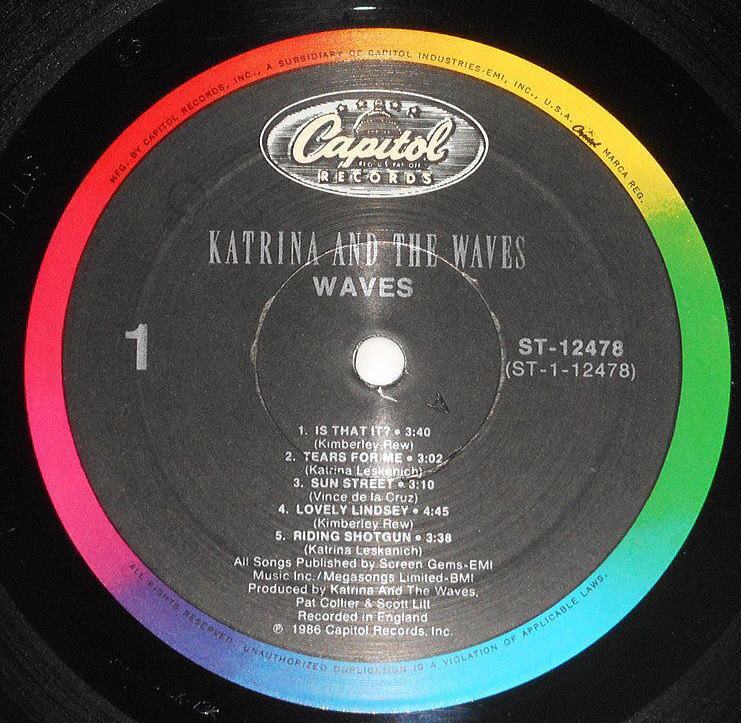 MFG. BY CAPITOL RECORDS, INC., A SUBSIDIARY OF CAPITOL INDUSTRIES-EMI, INC., U.S.A. Capitol MARCA REG.
Capitol
REG. U.S. PAT. OFF.
RECORDS
KATRINA AND THE WAVES
WAVES
1
ST-12478
(ST-1-12478)
1. IS THAT IT? • 3:40
(Kimberley Rew)
2. TEARS FOR ME • 3:02
(Katrina Leskanich)
3. SUN STREET • 3:10
(Vince de la Cruz)
4. LOVELY LINDSEY • 4:45
(Kimberley Rew)
5. RIDING SHOTGUN • 3:38
(Katrina Leskanich)
All Songs Published by Screen Gems-EMI
Music Inc./Megasongs Limited-BMI
Produced by Katrina And The Waves,
Pat Collier & Scott Litt
Recorded in England
℗ 1986 Capitol Records, Inc.
ALL RIGHTS RESERVED. UNAUTHORIZED DUPLICATION IS A VIOLATION OF APPLICABLE LAWS.